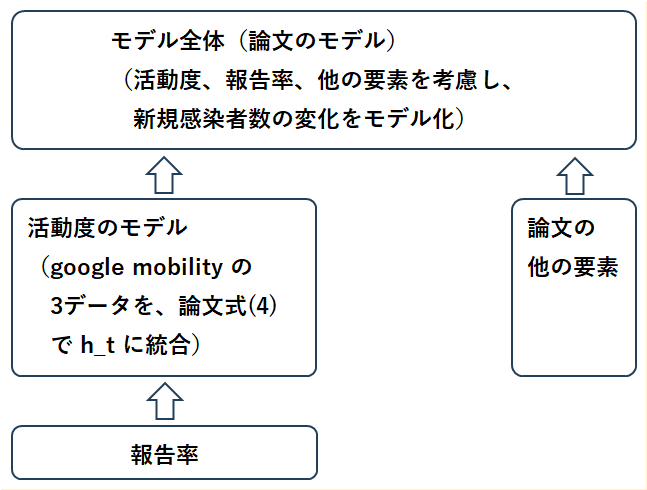 モデル全体（論文のモデル）
（活動度、報告率、他の要素を考慮し、
新規感染者数の変化をモデル化）
活動度のモデル
（google mobility の
3データを、論文式(4)
で h_t に統合）
論文の
他の要素
報告率